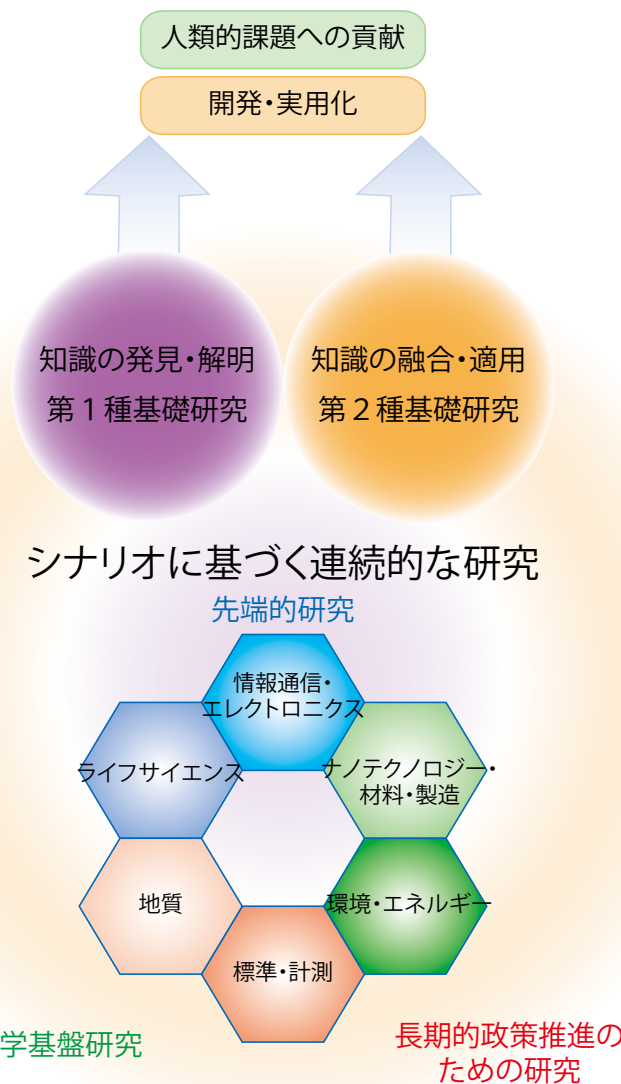 人類的課題への貢献
開発・実用化
知識の発見・解明
第１種基礎研究
知識の融合・適用
第２種基礎研究
シナリオに基づく連続的な研究
先端的研究
情報通信・
エレクトロニクス
ライフサイエンス
ナノテクノロジー・
材料・製造
地質
環境・エネルギー
標準・計測
学基盤研究
長期的政策推進の
ための研究